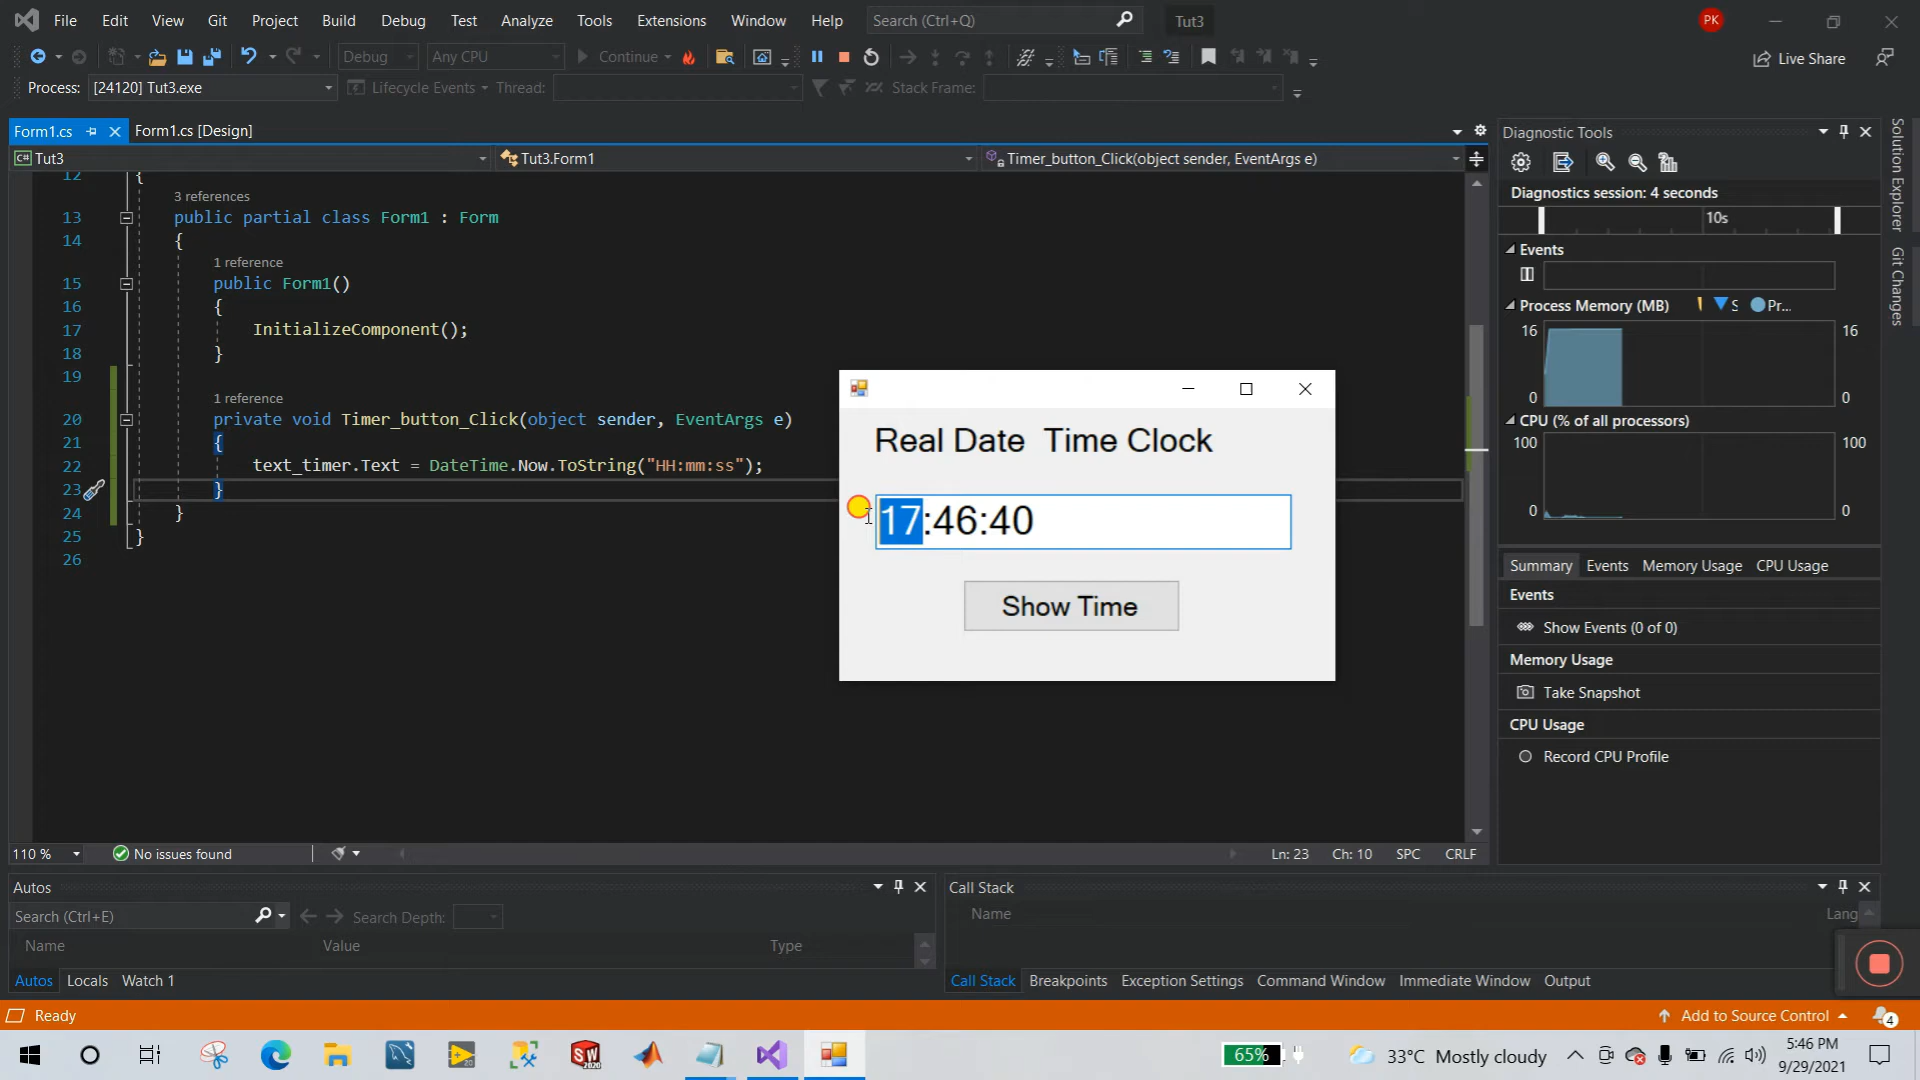 File Edit View Git Project Build Debug Test Analyze Tools Extensions Window Help Search (Ctrl+Q) Tut3 PK
Debug Any CPU Continue Live Share
Process: [24120] Tut3.exe Lifecycle Events Thread: Stack Frame:
Form1.cs Form1.cs [Design]
C# Tut3 Tut3.Form1 Timer_button_Click(object sender, EventArgs e)
12 {
3 references
13 public partial class Form1 : Form
14 {
1 reference
15 public Form1()
16 {
17 InitializeComponent();
18 }
19
1 reference
20 private void Timer_button_Click(object sender, EventArgs e)
21 {
22 text_timer.Text = DateTime.Now.ToString("HH:mm:ss");
23 }
24 }
25 }
26
Real Date Time Clock
17:46:40
Show Time
Diagnostic Tools
Diagnostics session: 4 seconds
10s
Events
Process Memory (MB) S Pr...
16 16
0 0
CPU (% of all processors)
100 100
0 0
Summary Events Memory Usage CPU Usage
Events
Show Events (0 of 0)
Memory Usage
Take Snapshot
CPU Usage
Record CPU Profile
Solution Explorer
Git Changes
110 % No issues found Ln: 23 Ch: 10 SPC CRLF
Autos
Search (Ctrl+E) Search Depth:
Name Value Type
Autos Locals Watch 1
Call Stack
Name Lang
Call Stack Breakpoints Exception Settings Command Window Immediate Window Output
Ready Add to Source Control 4
65% 33°C Mostly cloudy 5:46 PM
9/29/2021